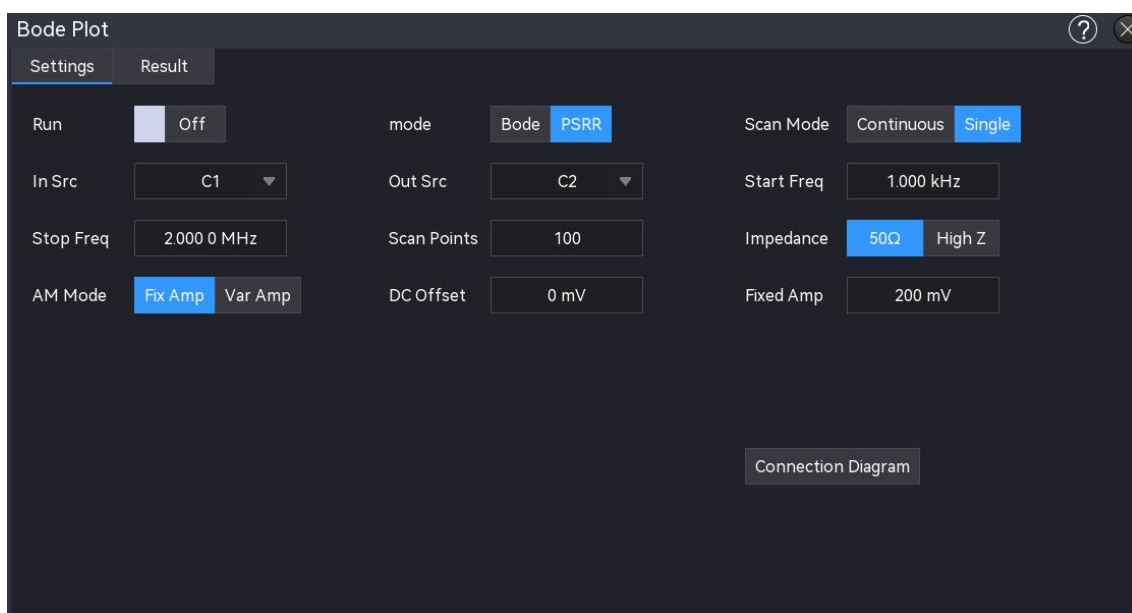 Bode Plot ?
Settings Result
Run Off mode Bode PSRR Scan Mode Continuous Single
In Src C1 Out Src C2 Start Freq 1.000 kHz
Stop Freq 2.000 0 MHz Scan Points 100 Impedance 50Ω High Z
AM Mode Fix Amp Var Amp DC Offset 0 mV Fixed Amp 200 mV
Connection Diagram